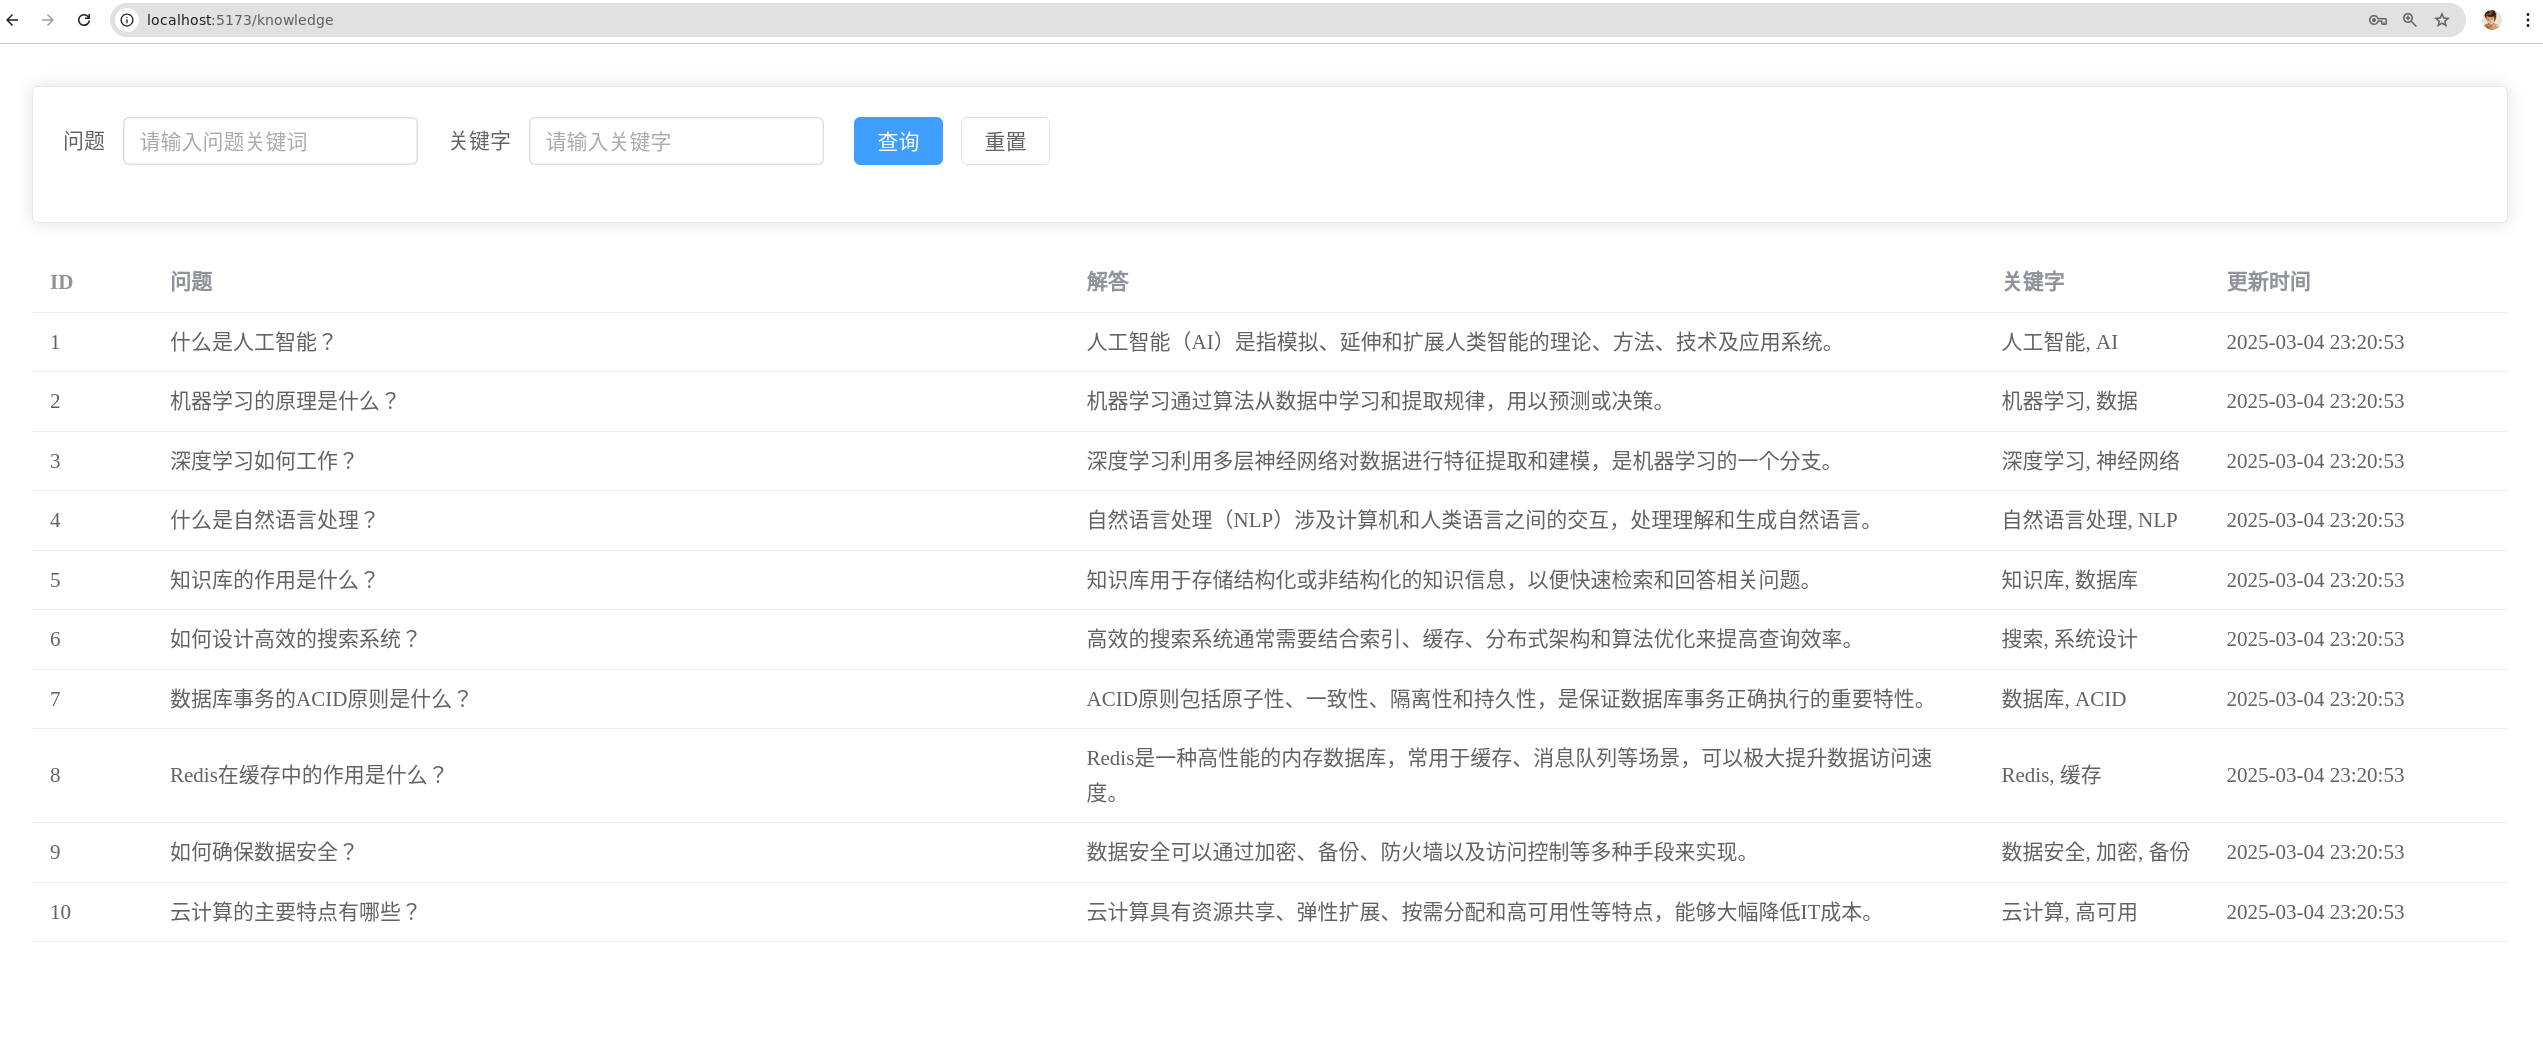 localhost:5173/knowledge
问题 请输入问题关键词 关键字 请输入关键字 查询 重置
ID 问题 解答 关键字 更新时间
1 什么是人工智能？ 人工智能（AI）是指模拟、延伸和扩展人类智能的理论、方法、技术及应用系统。 人工智能, AI 2025-03-04 23:20:53
2 机器学习的原理是什么？ 机器学习通过算法从数据中学习和提取规律，用以预测或决策。 机器学习, 数据 2025-03-04 23:20:53
3 深度学习如何工作？ 深度学习利用多层神经网络对数据进行特征提取和建模，是机器学习的一个分支。 深度学习, 神经网络 2025-03-04 23:20:53
4 什么是自然语言处理？ 自然语言处理（NLP）涉及计算机和人类语言之间的交互，处理理解和生成自然语言。 自然语言处理, NLP 2025-03-04 23:20:53
5 知识库的作用是什么？ 知识库用于存储结构化或非结构化的知识信息，以便快速检索和回答相关问题。 知识库, 数据库 2025-03-04 23:20:53
6 如何设计高效的搜索系统？ 高效的搜索系统通常需要结合索引、缓存、分布式架构和算法优化来提高查询效率。 搜索, 系统设计 2025-03-04 23:20:53
7 数据库事务的ACID原则是什么？ ACID原则包括原子性、一致性、隔离性和持久性，是保证数据库事务正确执行的重要特性。 数据库, ACID 2025-03-04 23:20:53
8 Redis在缓存中的作用是什么？ Redis是一种高性能的内存数据库，常用于缓存、消息队列等场景，可以极大提升数据访问速 Redis, 缓存 2025-03-04 23:20:53
度。
9 如何确保数据安全？ 数据安全可以通过加密、备份、防火墙以及访问控制等多种手段来实现。 数据安全, 加密, 备份 2025-03-04 23:20:53
10 云计算的主要特点有哪些？ 云计算具有资源共享、弹性扩展、按需分配和高可用性等特点，能够大幅降低IT成本。 云计算, 高可用 2025-03-04 23:20:53